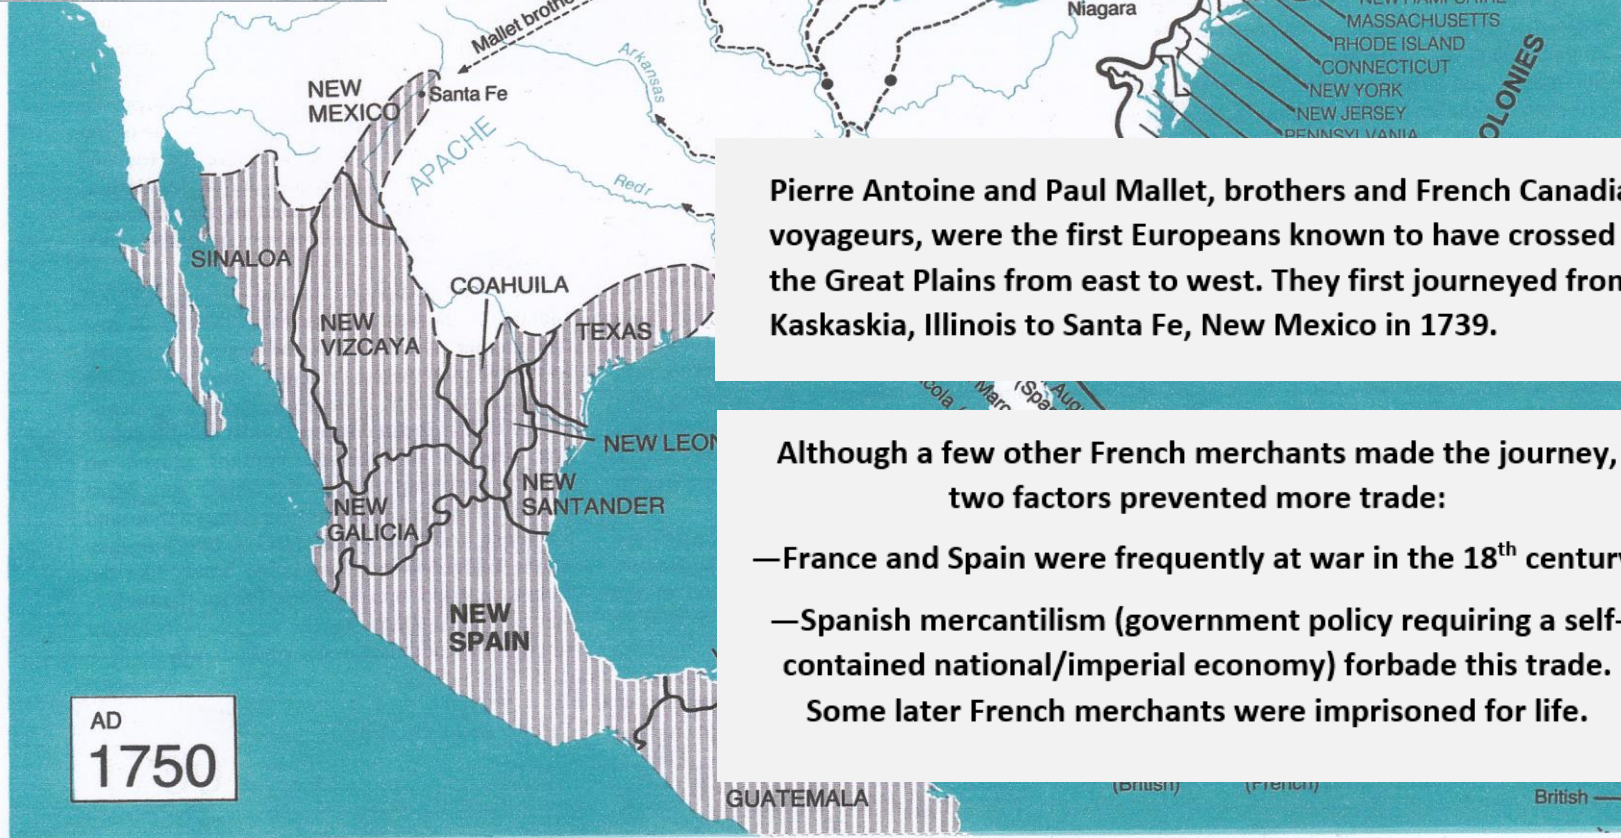 Niagara
MASSACHUSETTS
RHODE ISLAND
CONNECTICUT
NEW YORK
NEW JERSEY
PENNSYLVANIA
Mallet
NEW
MEXICO
Santa Fe
Arkansas
APACHE
Redr
SINALOA
COAHUILA
NEW
VIZCAYA
TEXAS
NEW LEON
NEW
SANTANDER
NEW
GALICIA
NEW
SPAIN
GUATEMALA
AD
1750
Pierre Antoine and Paul Mallet, brothers and French Canadia
voyageurs, were the first Europeans known to have crossed
the Great Plains from east to west. They first journeyed from
Kaskaskia, Illinois to Santa Fe, New Mexico in 1739.
(Spa
Although a few other French merchants made the journey,
two factors prevented more trade:
—France and Spain were frequently at war in the 18th century
—Spanish mercantilism (government policy requiring a self-
contained national/imperial economy) forbade this trade.
Some later French merchants were imprisoned for life.
(British)
(French)
British